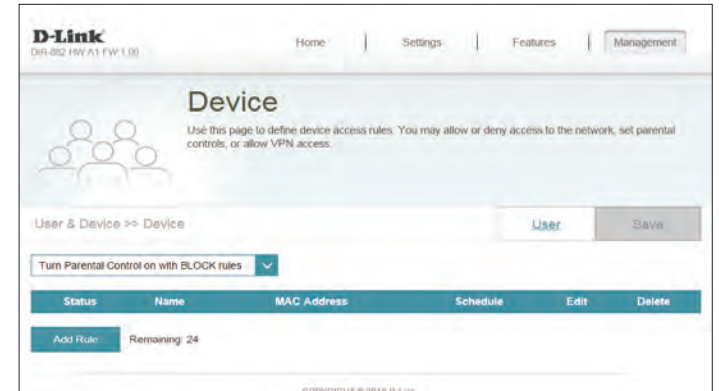 D-Link
DIR-882 HW:A1 FW:1.00
Home | Settings | Features | Management
Device
Use this page to define device access rules. You may allow or deny access to the network, set parental
controls, or allow VPN access.
User & Device >> Device
User
Save
Turn Parental Control on with BLOCK rules
Status Name MAC Address Schedule Edit Delete
Add Rule Remaining: 24
COPYRIGHT © 2016 D-Link